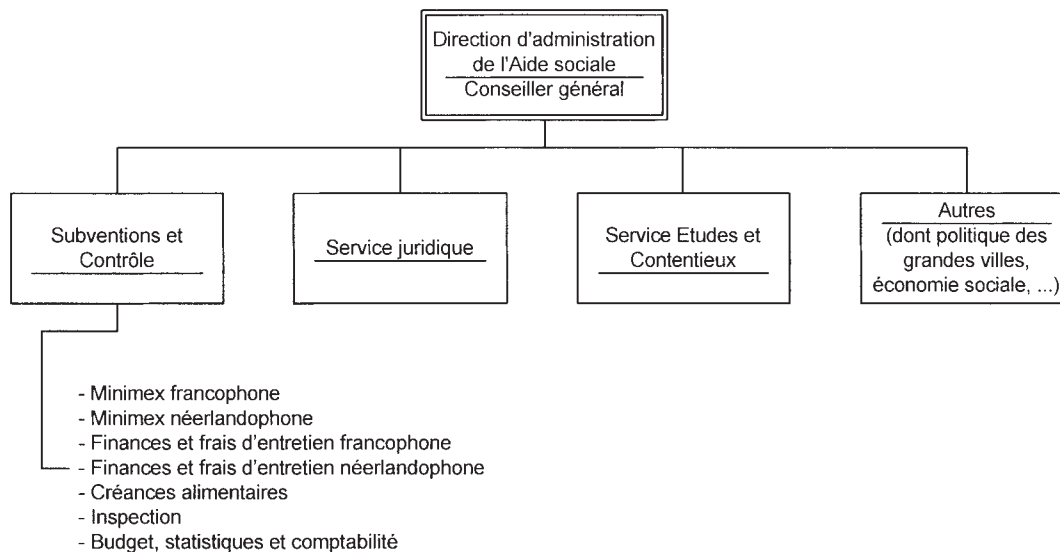 Direction d'administration
de l'Aide sociale
Conseiller général
Subventions et
Contrôle
Service juridique
Service Etudes et
Contentieux
Autres
(dont politique des
grandes villes,
économie sociale, ...)
- Minimex francophone
- Minimex néerlandophone
- Finances et frais d'entretien francophone
- Finances et frais d'entretien néerlandophone
- Créances alimentaires
- Inspection
- Budget, statistiques et comptabilité